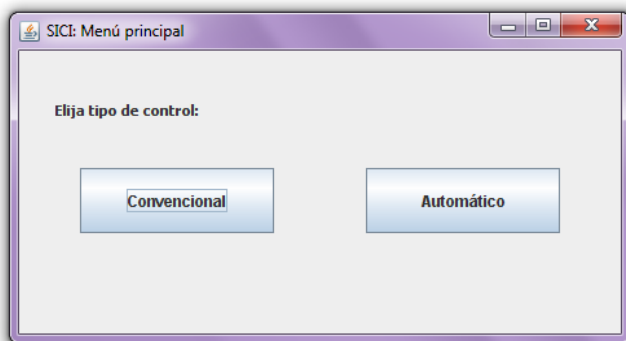 SICI: Menú principal
Elija tipo de control:
Convencional
Automático